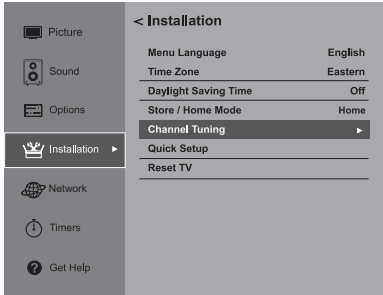 Picture
Sound
Options
Installation
Network
Timers
Get Help
< Installation
Menu Language English
Time Zone Eastern
Daylight Saving Time Off
Store / Home Mode Home
Channel Tuning
Quick Setup
Reset TV